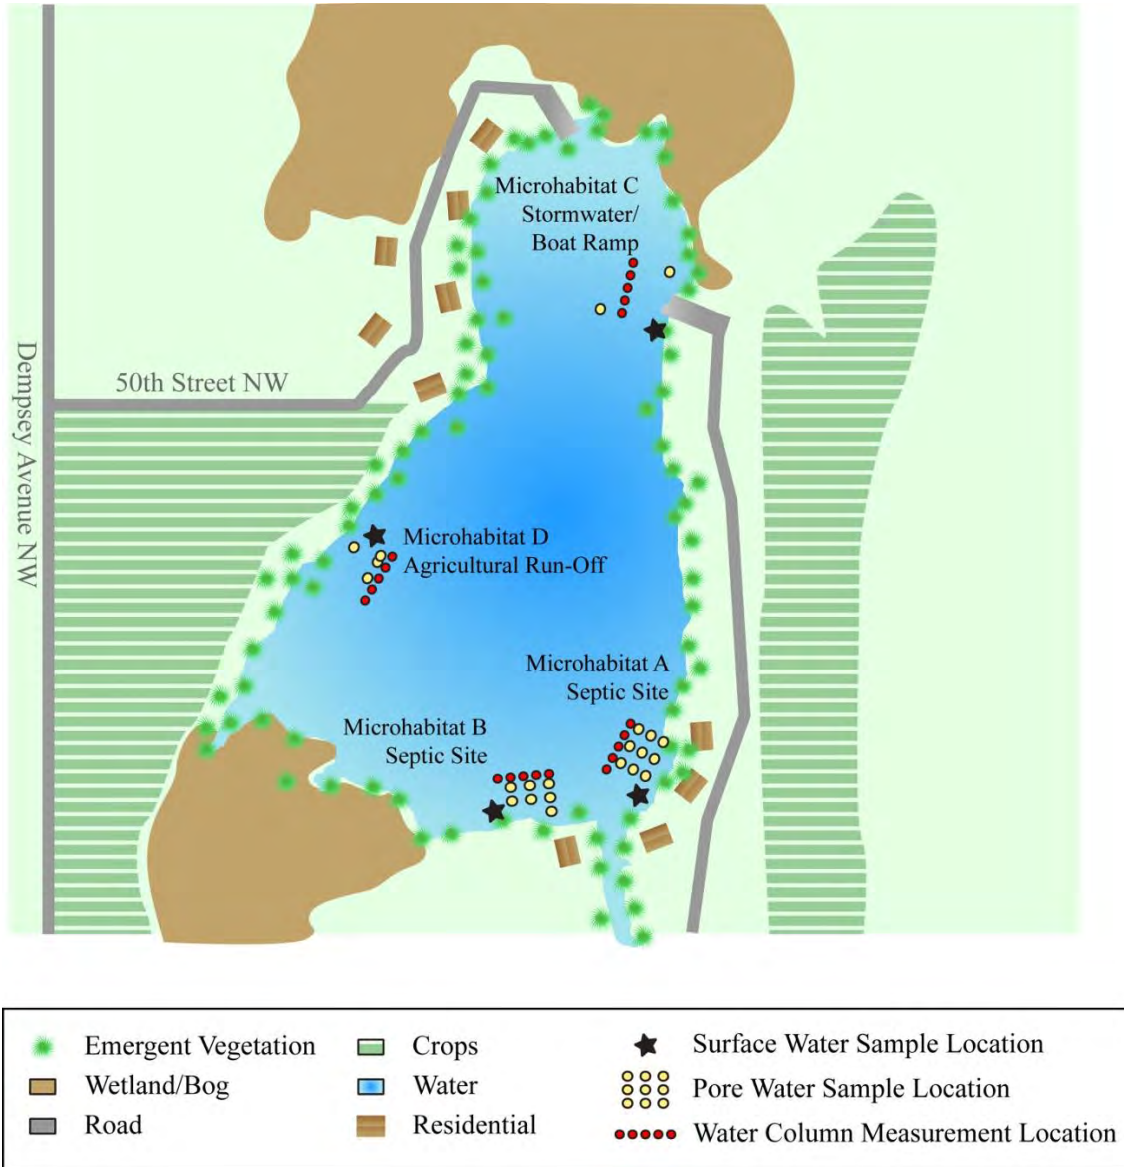 Microhabitat C
Stormwater/
Boat Ramp
50th Street NW
Dempsey Avenue NW
Microhabitat D
Agricultural Run-Off
Microhabitat A
Septic Site
Microhabitat B
Septic Site
Emergent Vegetation
Wetland/Bog
Road
Crops
Water
Residential
Surface Water Sample Location
Pore Water Sample Location
Water Column Measurement Location